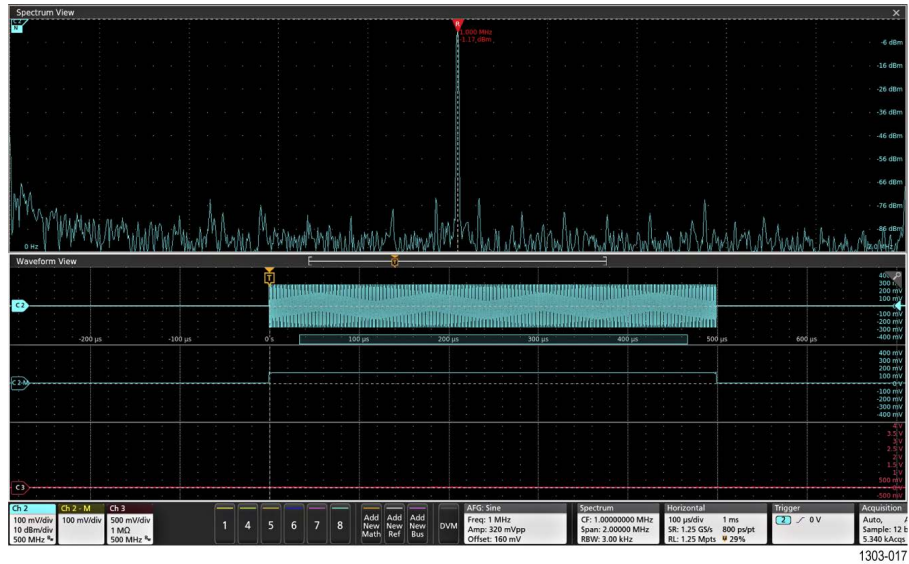 Spectrum View
C2
R
1.000 MHz
1.17 dBm
-6 dBm
-16 dBm
-26 dBm
-36 dBm
-46 dBm
-56 dBm
-66 dBm
-76 dBm
-86 dBm
0 Hz
2.0 MHz
Waveform View
T
T
C 2
300 mV
200 mV
100 mV
-100 mV
-200 mV
-300 mV
-400 mV
-200 µs
-100 µs
0 s
100 µs
200 µs
300 µs
400 µs
500 µs
600 µs
C 2-M
400 mV
300 mV
200 mV
100 mV
0 V
-100 mV
-200 mV
-300 mV
-400 mV
C3
4 V
3.5 V
3 V
2.5 V
2 V
1.5 V
1 V
500 mV
0 V
-500 mV
Ch 2
100 mV/div
10 dBm/div
500 MHz
Ch 2 - M
100 mV/div
Ch 3
500 mV/div
1 MΩ
500 MHz
1 4 5 6 7 8
Add New Math
Add New Ref
Add New Bus
DVM
AFG: Sine
Freq: 1 MHz
Amp: 320 mVpp
Offset: 160 mV
Spectrum
CF: 1.00000000 MHz
Span: 2.00000 MHz
RBW: 3.00 kHz
Horizontal
100 µs/div 1 ms
SR: 1.25 GS/s 800 ps/pt
RL: 1.25 Mpts 29%
Trigger
2 0 V
Acquisition
Auto,
Sample: 12 b
5.340 kAcqs
1303-017